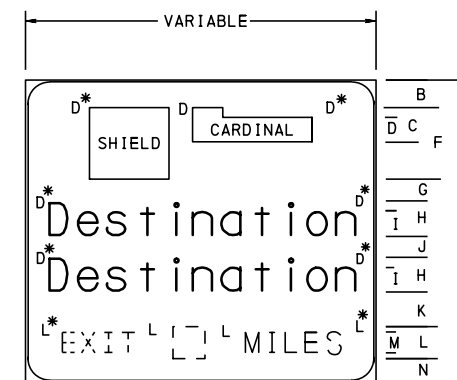 VARIABLE
D* D D* B
SHIELD CARDINAL D C F
G
D* Destination D* I H
J
D* Destination D* I H
K
L* EXIT L L MILES L* M L
N